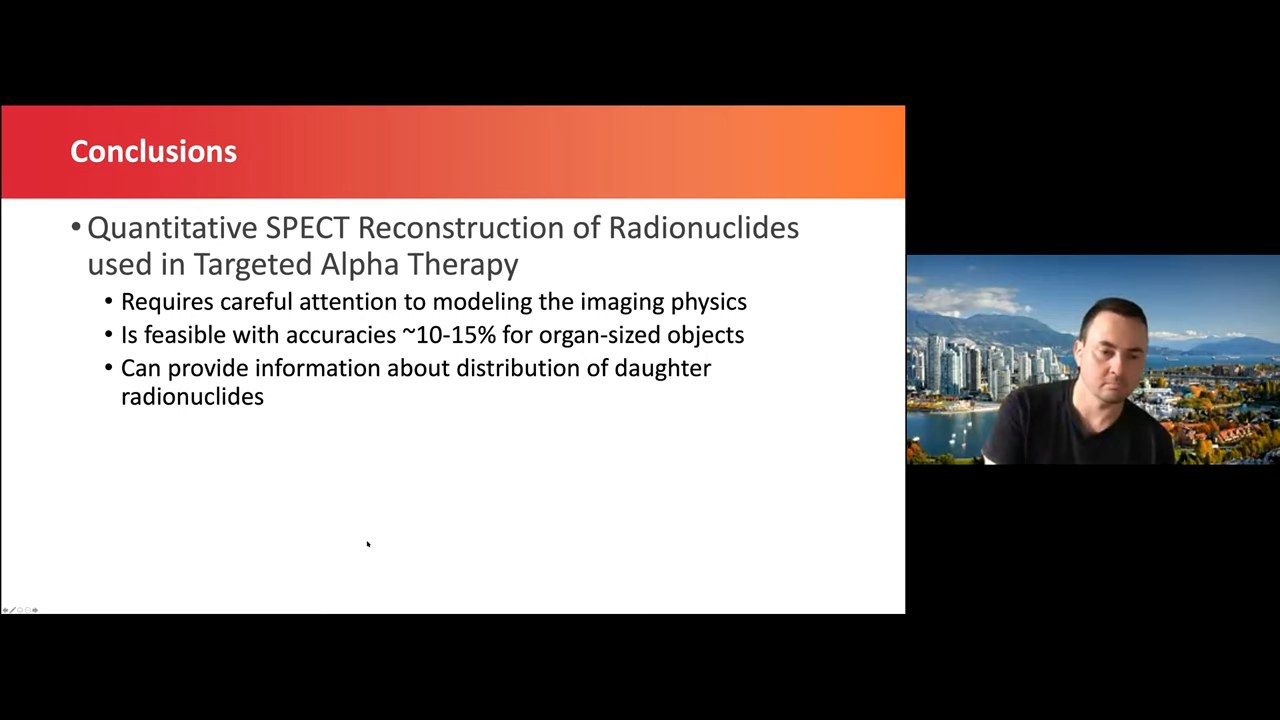 Conclusions
• Quantitative SPECT Reconstruction of Radionuclides
used in Targeted Alpha Therapy
• Requires careful attention to modeling the imaging physics
• Is feasible with accuracies ~10-15% for organ-sized objects
• Can provide information about distribution of daughter
radionuclides